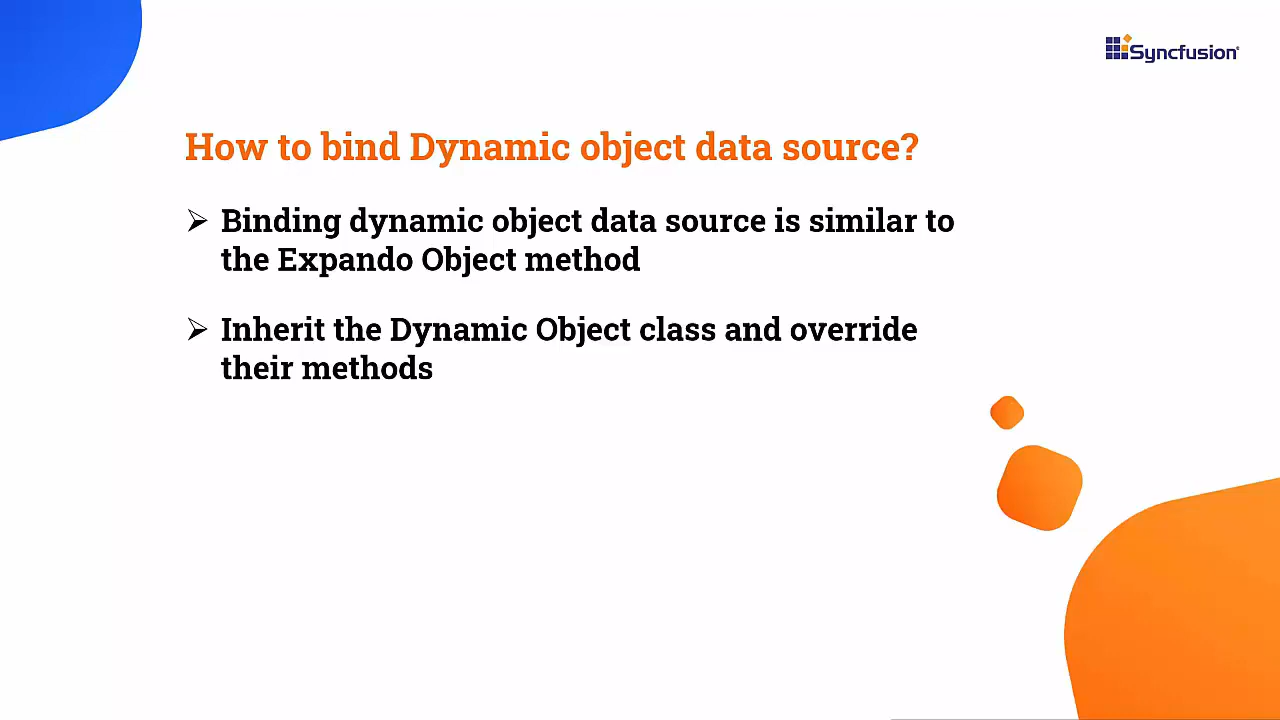 Syncfusion
How to bind Dynamic object data source?
Binding dynamic object data source is similar to
the Expando Object method
Inherit the Dynamic Object class and override
their methods